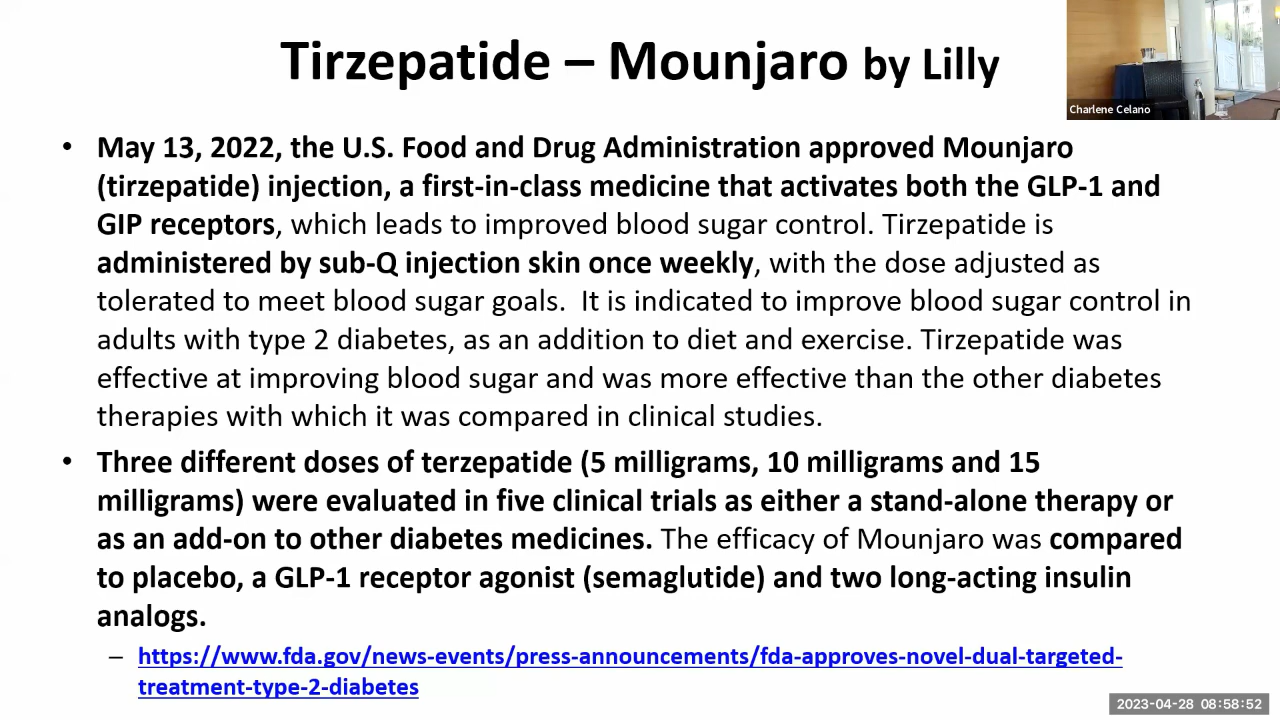 Tirzepatide – Mounjaro by Lilly
Charlene Celano
• May 13, 2022, the U.S. Food and Drug Administration approved Mounjaro
(tirzepatide) injection, a first-in-class medicine that activates both the GLP-1 and
GIP receptors, which leads to improved blood sugar control. Tirzepatide is
administered by sub-Q injection skin once weekly, with the dose adjusted as
tolerated to meet blood sugar goals.  It is indicated to improve blood sugar control in
adults with type 2 diabetes, as an addition to diet and exercise. Tirzepatide was
effective at improving blood sugar and was more effective than the other diabetes
therapies with which it was compared in clinical studies.
• Three different doses of terzepatide (5 milligrams, 10 milligrams and 15
milligrams) were evaluated in five clinical trials as either a stand-alone therapy or
as an add-on to other diabetes medicines. The efficacy of Mounjaro was compared
to placebo, a GLP-1 receptor agonist (semaglutide) and two long-acting insulin
analogs.
– https://www.fda.gov/news-events/press-announcements/fda-approves-novel-dual-targeted-
treatment-type-2-diabetes
2023-04-28 08:58:52